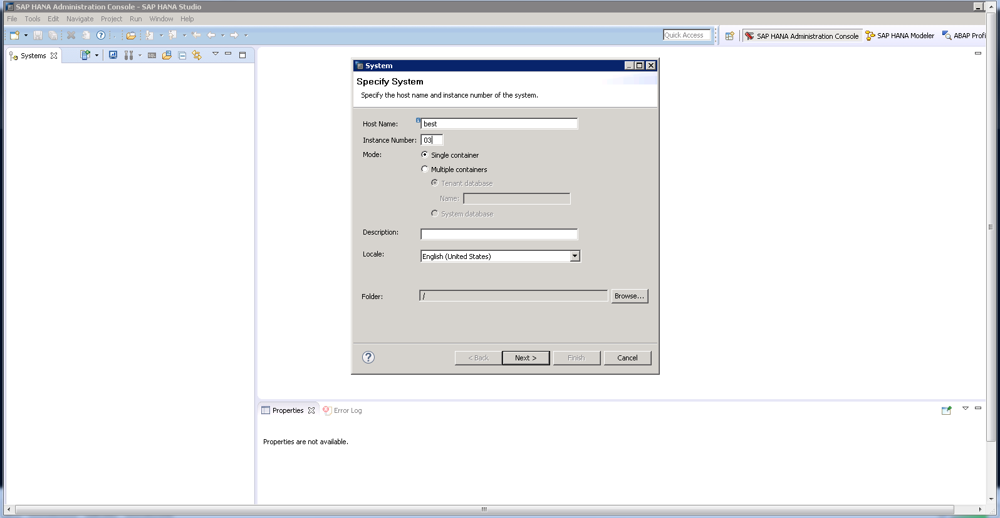 SAP HANA Administration Console - SAP HANA Studio
File Tools Edit Navigate Project Run Window Help
Quick Access SAP HANA Administration Console SAP HANA Modeler ABAP Profi
Systems SQL
System
Specify System
Specify the host name and instance number of the system.
Host Name: best
Instance Number: 03
Mode: Single container
Multiple containers
Tenant database
Name:
System database
Description:
Locale: English (United States)
Folder: / Browse...
< Back Next > Finish Cancel
Properties Error Log
Properties are not available.